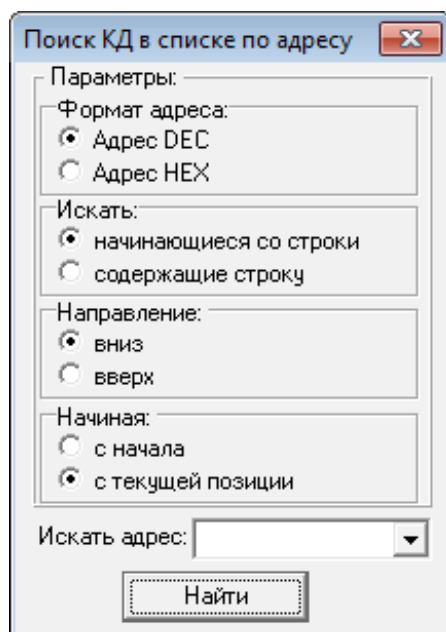 Поиск КД в списке по адресу
Параметры:
Формат адреса:
Адрес DEC
Адрес HEX
Искать:
начинающиеся со строки
содержащие строку
Направление:
вниз
вверх
Начиная:
с начала
с текущей позиции
Искать адрес:
Найти